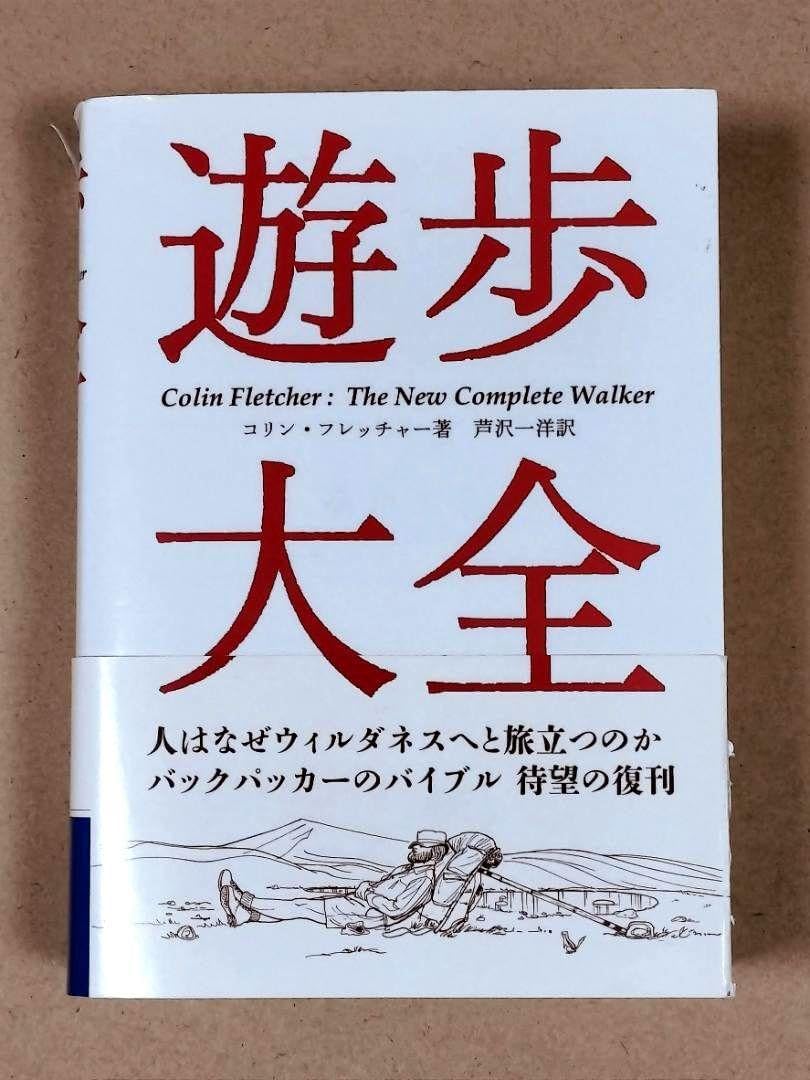 遊歩
Colin Fletcher : The New Complete Walker
コリン・フレッチャー著　芦沢一洋訳
大全
人はなぜウィルダネスへと旅立つのか
バックパッカーのバイブル 待望の復刊